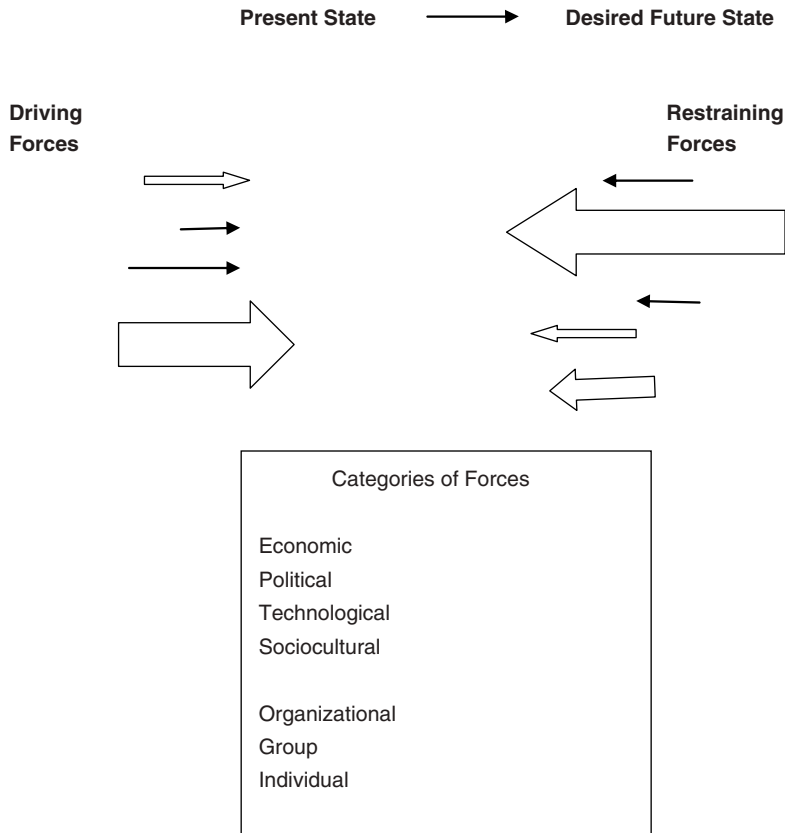 Present State Desired Future State
Driving
Forces
Restraining
Forces
Categories of Forces
Economic
Political
Technological
Sociocultural
Organizational
Group
Individual